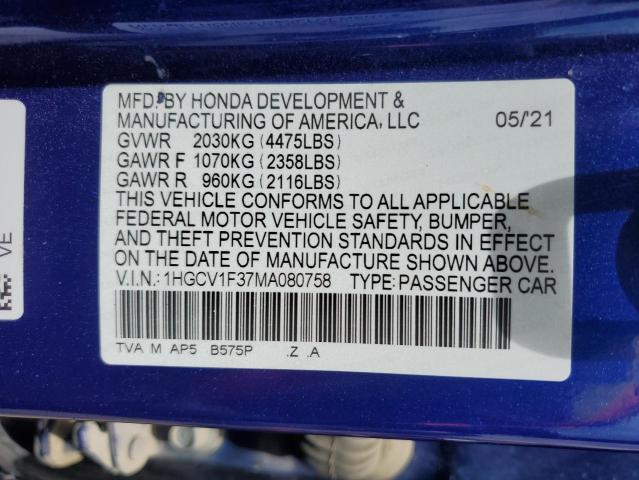 MFD. BY HONDA DEVELOPMENT &
MANUFACTURING OF AMERICA, LLC 05/'21
GVWR 2030KG (4475LBS)
GAWR F 1070KG (2358LBS)
GAWR R 960KG (2116LBS)
THIS VEHICLE CONFORMS TO ALL APPLICABLE
FEDERAL MOTOR VEHICLE SAFETY, BUMPER,
AND THEFT PREVENTION STANDARDS IN EFFECT
ON THE DATE OF MANUFACTURE SHOWN ABOVE.
V.I.N.: 1HGCV1F37MA080758 TYPE: PASSENGER CAR
TVA M AP5 B575P .Z .A
VE